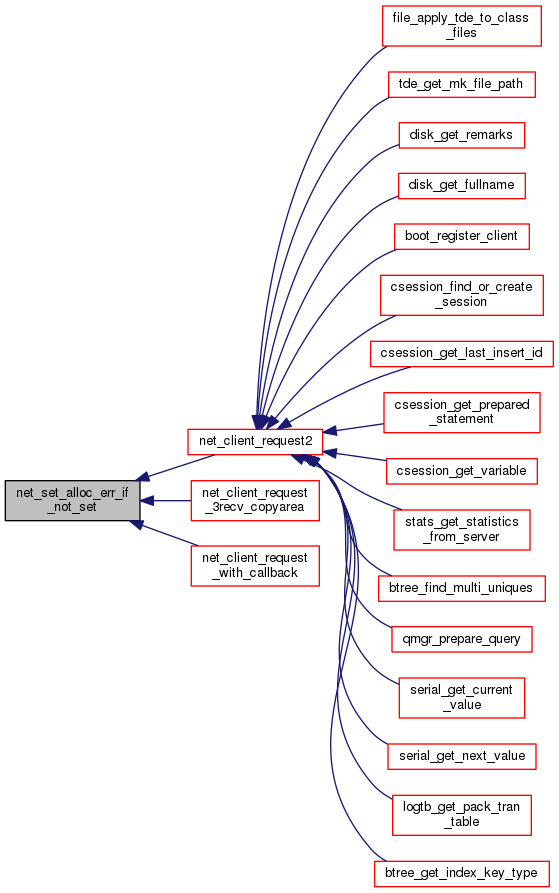 net_set_alloc_err_if
_not_set
net_client_request2
net_client_request
_3recv_copyarea
net_client_request
_with_callback
file_apply_tde_to_class
_files
tde_get_mk_file_path
disk_get_remarks
disk_get_fullname
boot_register_client
csession_find_or_create
_session
csession_get_last_insert_id
csession_get_prepared
_statement
csession_get_variable
stats_get_statistics
_from_server
btree_find_multi_uniques
qmgr_prepare_query
serial_get_current
_value
serial_get_next_value
logtb_get_pack_tran
_table
btree_get_index_key_type